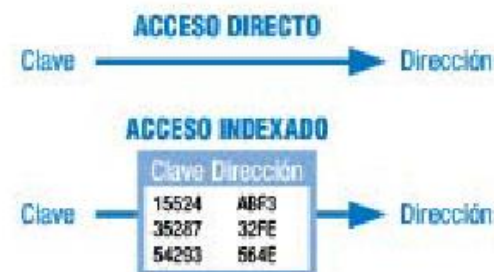 ACCESO DIRECTO
Clave Dirección
ACCESO INDEXADO
Clave Dirección
15524 ABF3
Clave 35287 32FE Dirección
54293 564E